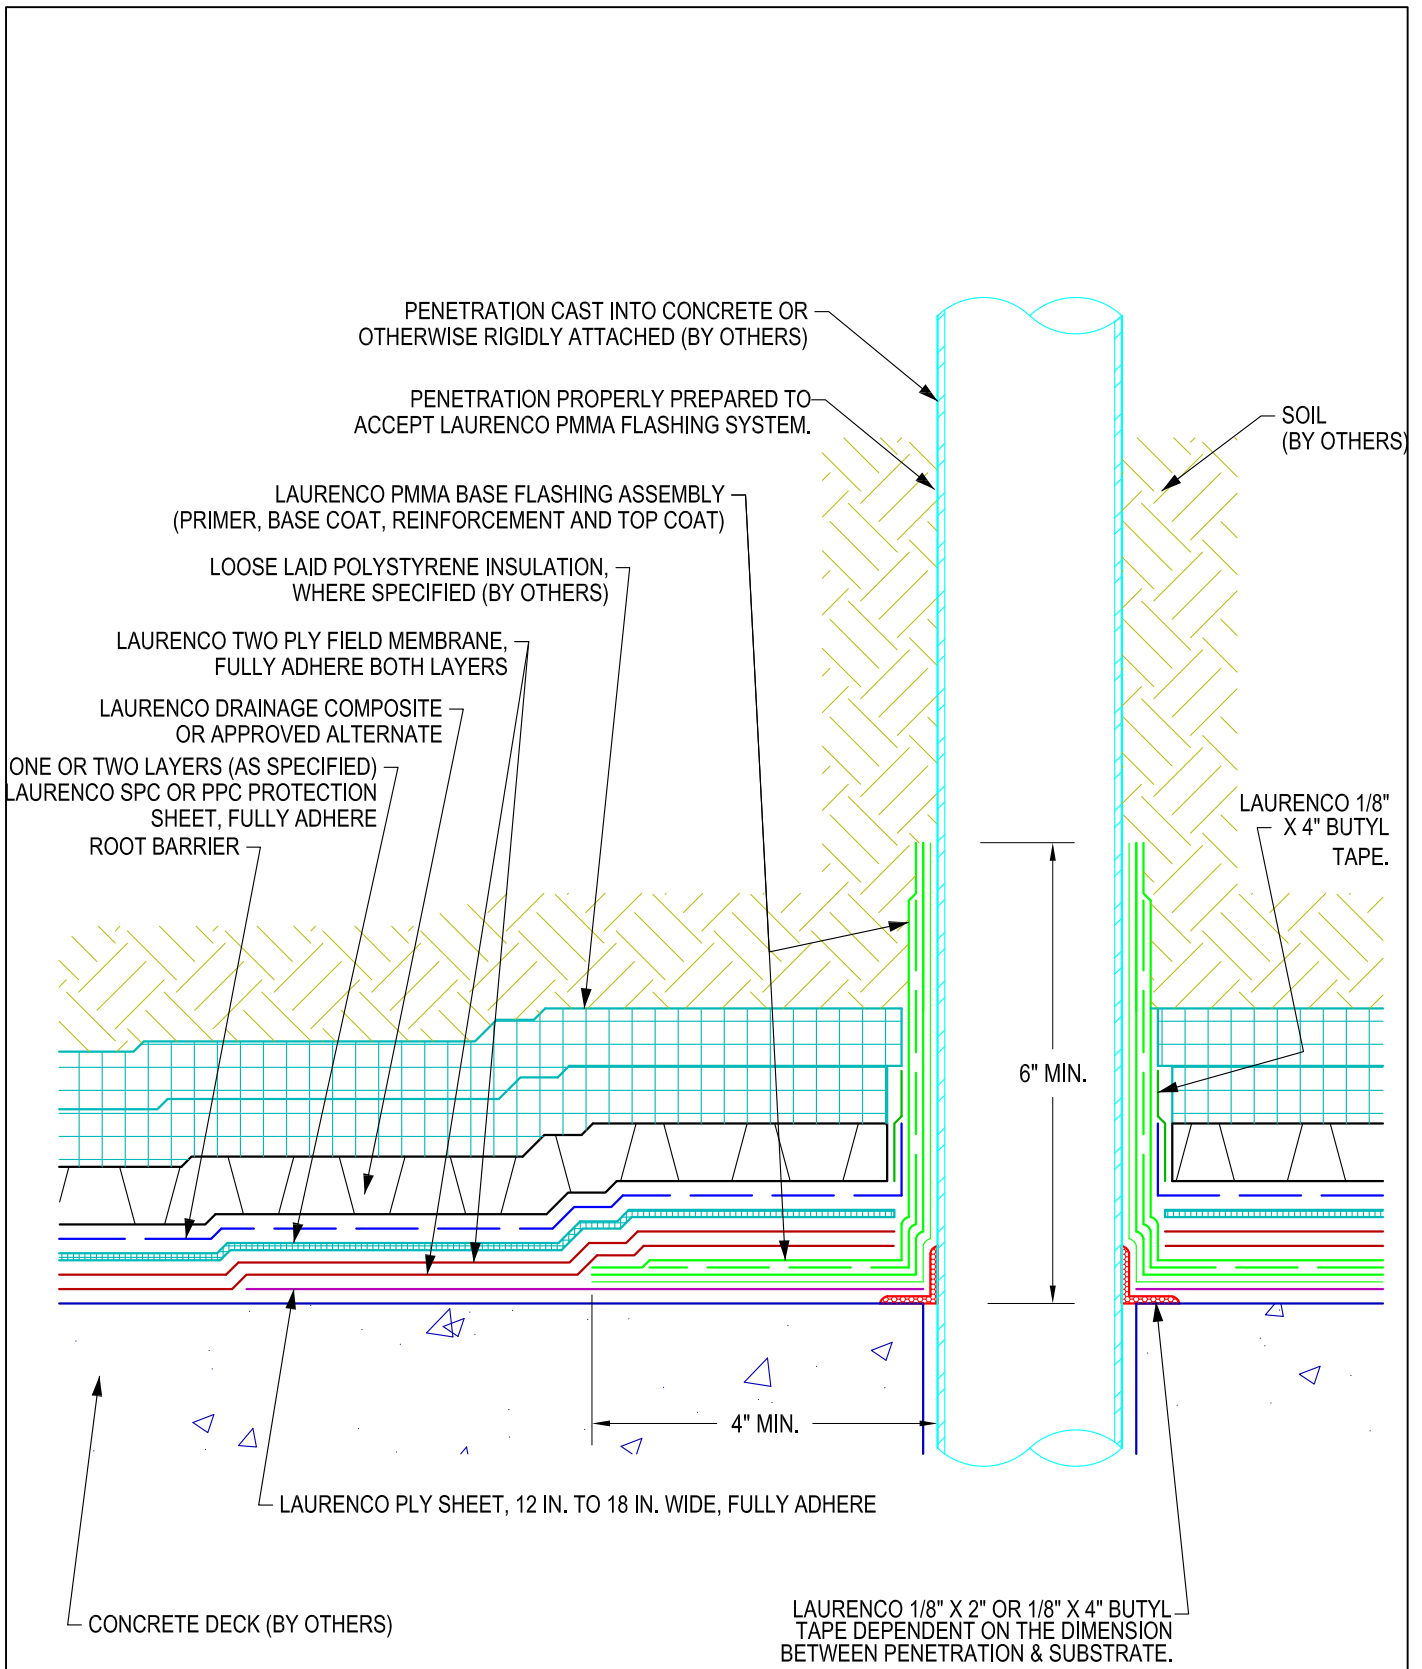 PENETRATION CAST INTO CONCRETE OR
OTHERWISE RIGIDLY ATTACHED (BY OTHERS)
PENETRATION PROPERLY PREPARED TO
ACCEPT LAURENCO PMMA FLASHING SYSTEM.
SOIL
(BY OTHERS)
LAURENCO PMMA BASE FLASHING ASSEMBLY
(PRIMER, BASE COAT, REINFORCEMENT AND TOP COAT)
LOOSE LAID POLYSTYRENE INSULATION,
WHERE SPECIFIED (BY OTHERS)
LAURENCO TWO PLY FIELD MEMBRANE,
FULLY ADHERE BOTH LAYERS
LAURENCO DRAINAGE COMPOSITE
OR APPROVED ALTERNATE
ONE OR TWO LAYERS (AS SPECIFIED)
LAURENCO SPC OR PPC PROTECTION
SHEET, FULLY ADHERE
ROOT BARRIER
LAURENCO 1/8"
X 4" BUTYL
TAPE.
6" MIN.
4" MIN.
LAURENCO PLY SHEET, 12 IN. TO 18 IN. WIDE, FULLY ADHERE
CONCRETE DECK (BY OTHERS)
LAURENCO 1/8" X 2" OR 1/8" X 4" BUTYL
TAPE DEPENDENT ON THE DIMENSION
BETWEEN PENETRATION & SUBSTRATE.